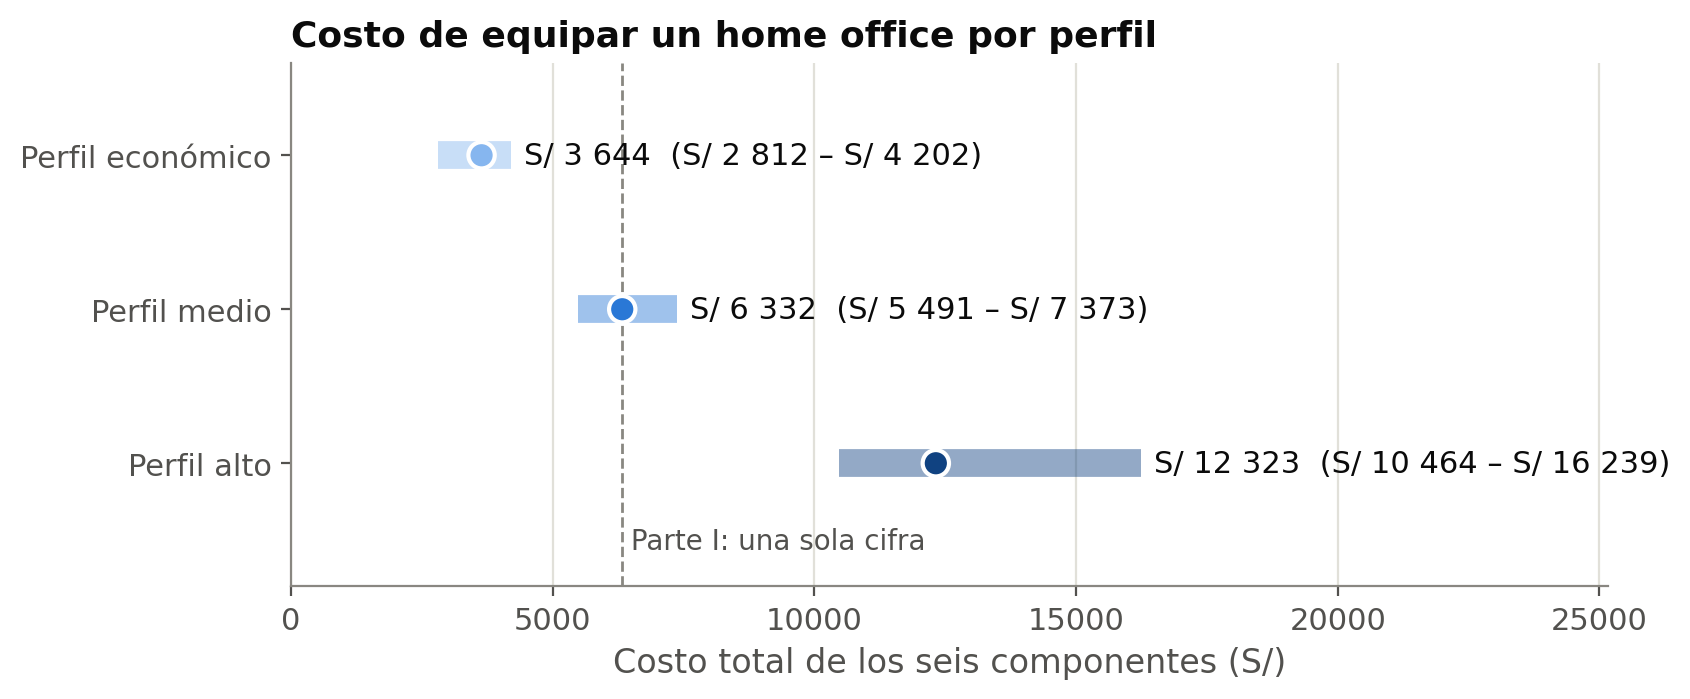 Costo de equipar un home office por perfil
Perfil económico
S/ 3 644  (S/ 2 812 – S/ 4 202)
Perfil medio
S/ 6 332  (S/ 5 491 – S/ 7 373)
Perfil alto
S/ 12 323  (S/ 10 464 – S/ 16 239)
Parte I: una sola cifra
0 5000 10000 15000 20000 25000
Costo total de los seis componentes (S/)